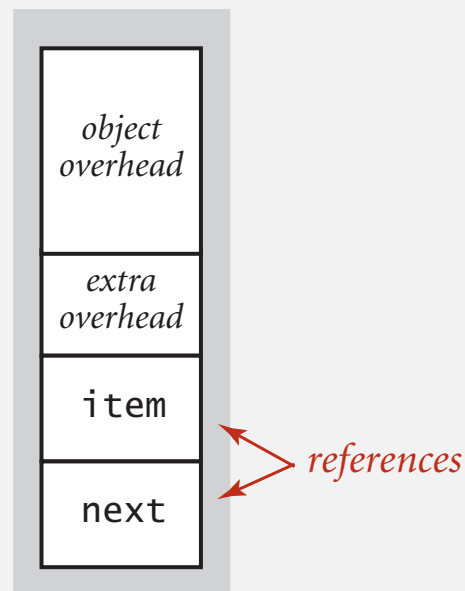 object
overhead
extra
overhead
item
references
next